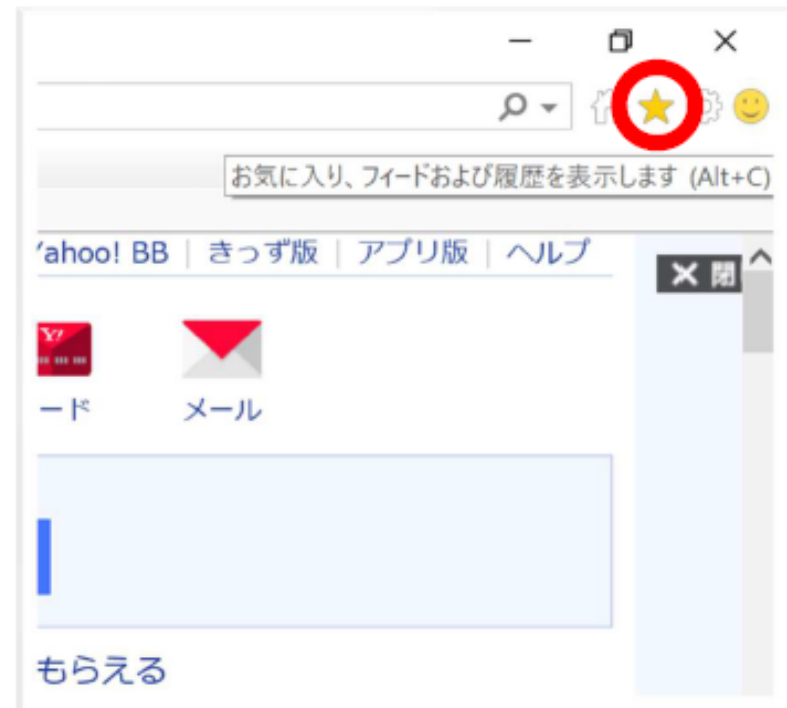 お気に入り、フィードおよび履歴を表示します (Alt+C)
Yahoo! BB | きっず版 | アプリ版 | ヘルプ
✕ 閉
Y!
ード メール
もらえる